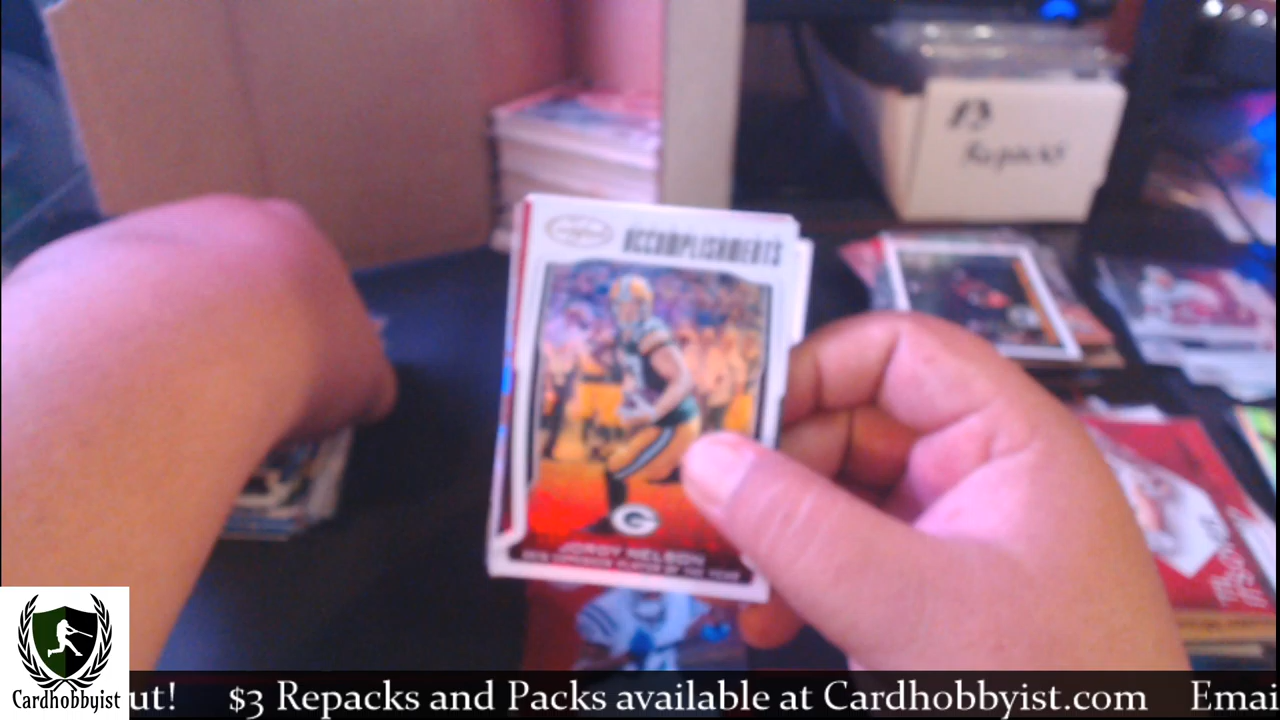 $3
Repacks
ACCOMPLISHMENTS
G
JORDY NELSON
Cardhobbyist
ut! $3 Repacks and Packs available at Cardhobbyist.com Emai